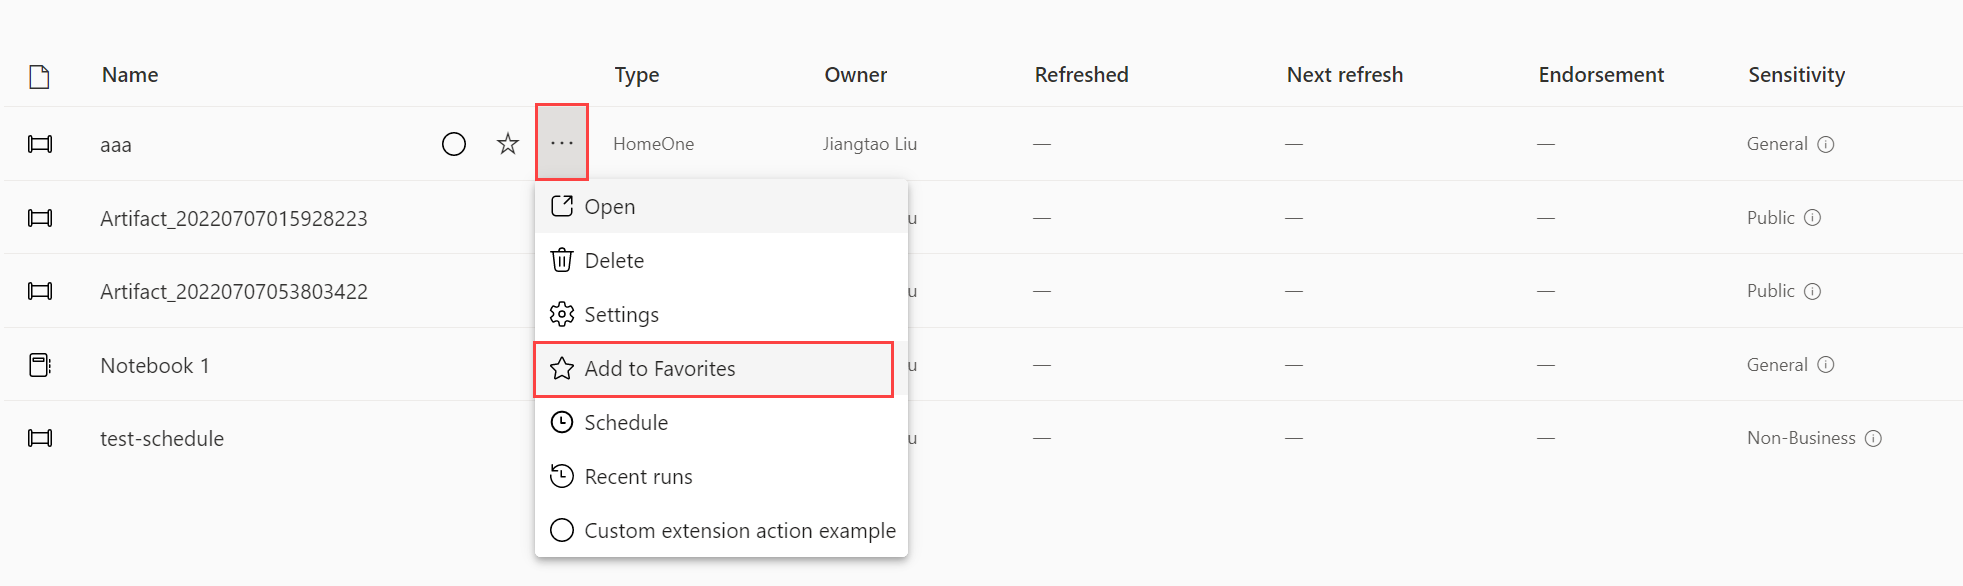 Name Type Owner Refreshed Next refresh Endorsement Sensitivity
aaa ... HomeOne Jiangtao Liu — — — General
Open
Artifact_20220707015928223 u — — — Public
Delete
Artifact_20220707053803422 u — — — Public
Settings
Notebook 1 u — — — General
Add to Favorites
Schedule
test-schedule u — — — Non-Business
Recent runs
Custom extension action example